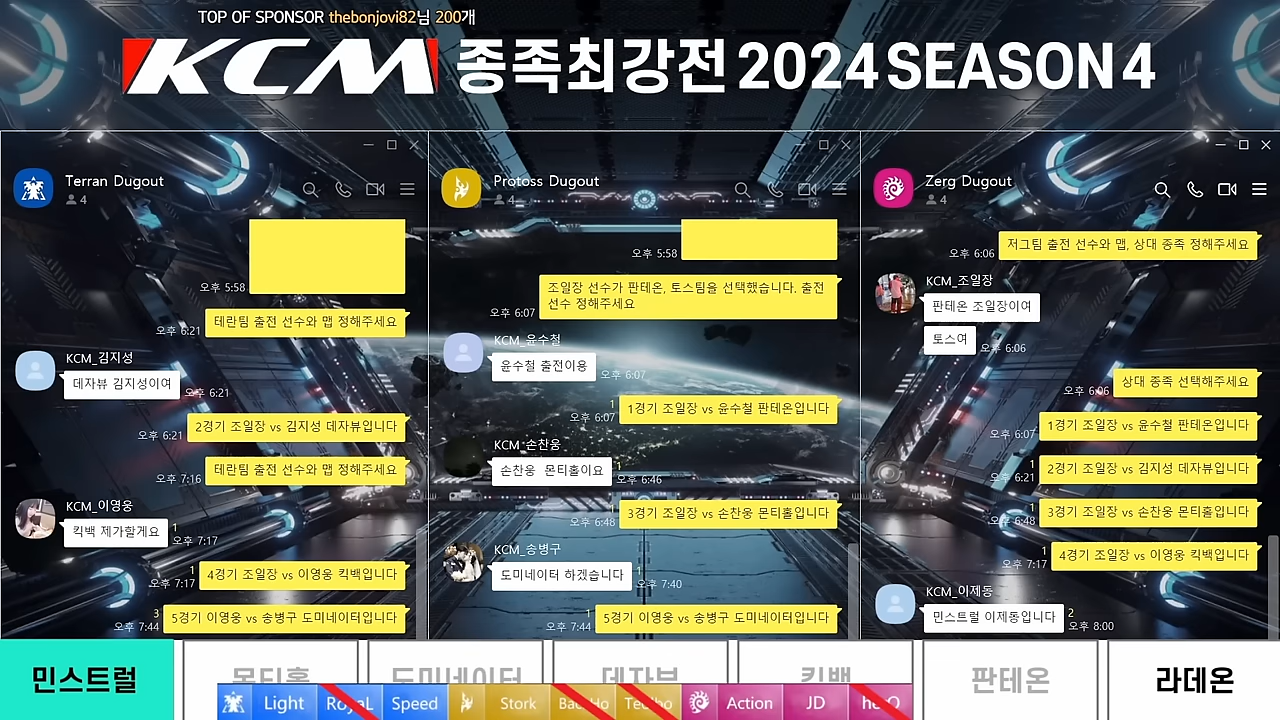 TOP OF SPONSOR thebonjovi82님 200개
KCM 종족최강전 2024 SEASON 4
Terran Dugout
4
오후 5:58
테란팀 출전 선수와 맵 정해주세요
오후 6:21
KCM_김지성
데자뷰 김지성이여
오후 6:21
2경기 조일장 vs 김지성 데자뷰입니다
오후 6:21
테란팀 출전 선수와 맵 정해주세요
오후 7:16
KCM_이영웅
킥백 제가할게요
1
오후 7:17
4경기 조일장 vs 이영웅 킥백입니다
1
오후 7:17
5경기 이영웅 vs 송병구 도미네이터입니다
3
오후 7:44
Protoss Dugout
4
오후 5:58
조일장 선수가 판테온, 토스팀을 선택했습니다. 출전
선수 정해주세요
오후 6:07
KCM_윤수철
윤수철 출전이용
오후 6:07
1경기 조일장 vs 윤수철 판테온입니다
1
오후 6:07
KCM_손찬웅
손찬웅 몬티홀이요
1
오후 6:46
3경기 조일장 vs 손찬웅 몬티홀입니다
1
오후 6:48
KCM_송병구
도미네이터 하겠습니다
1
오후 7:40
5경기 이영웅 vs 송병구 도미네이터입니다
1
오후 7:44
Zerg Dugout
4
저그팀 출전 선수와 맵, 상대 종족 정해주세요
오후 6:06
KCM_조일장
판테온 조일장이여
토스여
오후 6:06
상대 종족 선택해주세요
오후 6:06
1경기 조일장 vs 윤수철 판테온입니다
오후 6:07
2경기 조일장 vs 김지성 데자뷰입니다
1
오후 6:21
3경기 조일장 vs 손찬웅 몬티홀입니다
1
오후 6:48
4경기 조일장 vs 이영웅 킥백입니다
1
오후 7:17
KCM_이제동
민스트럴 이제동입니다
2
오후 8:00
민스트럴 몬티홀 도미네이터 데자뷰 킥백 판테온 라데온
Light RoyaL Speed Stork Action JD